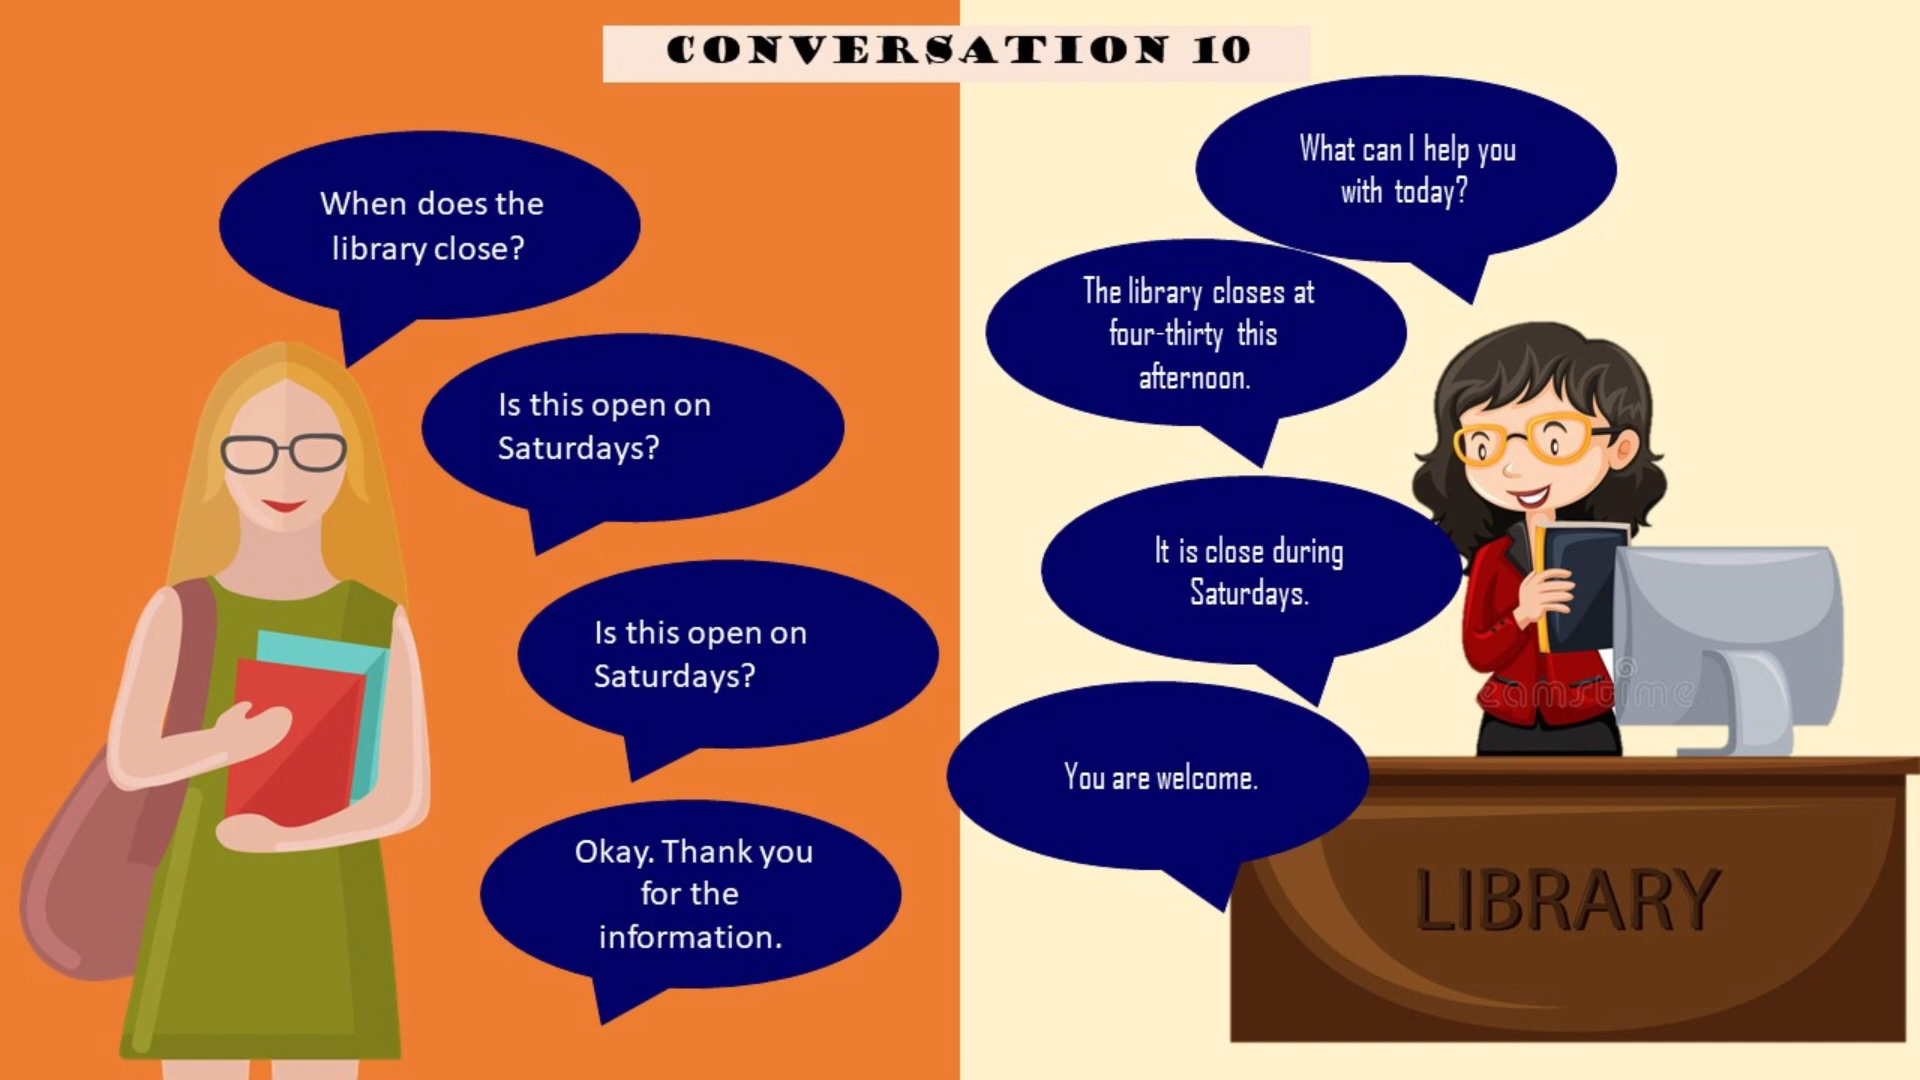 CONVERSATION 10
When does the
library close?
Is this open on
Saturdays?
Is this open on
Saturdays?
Okay. Thank you
for the
information.
What can I help you
with today?
The library closes at
four-thirty this
afternoon.
It is close during
Saturdays.
You are welcome.
eamstime
LIBRARY